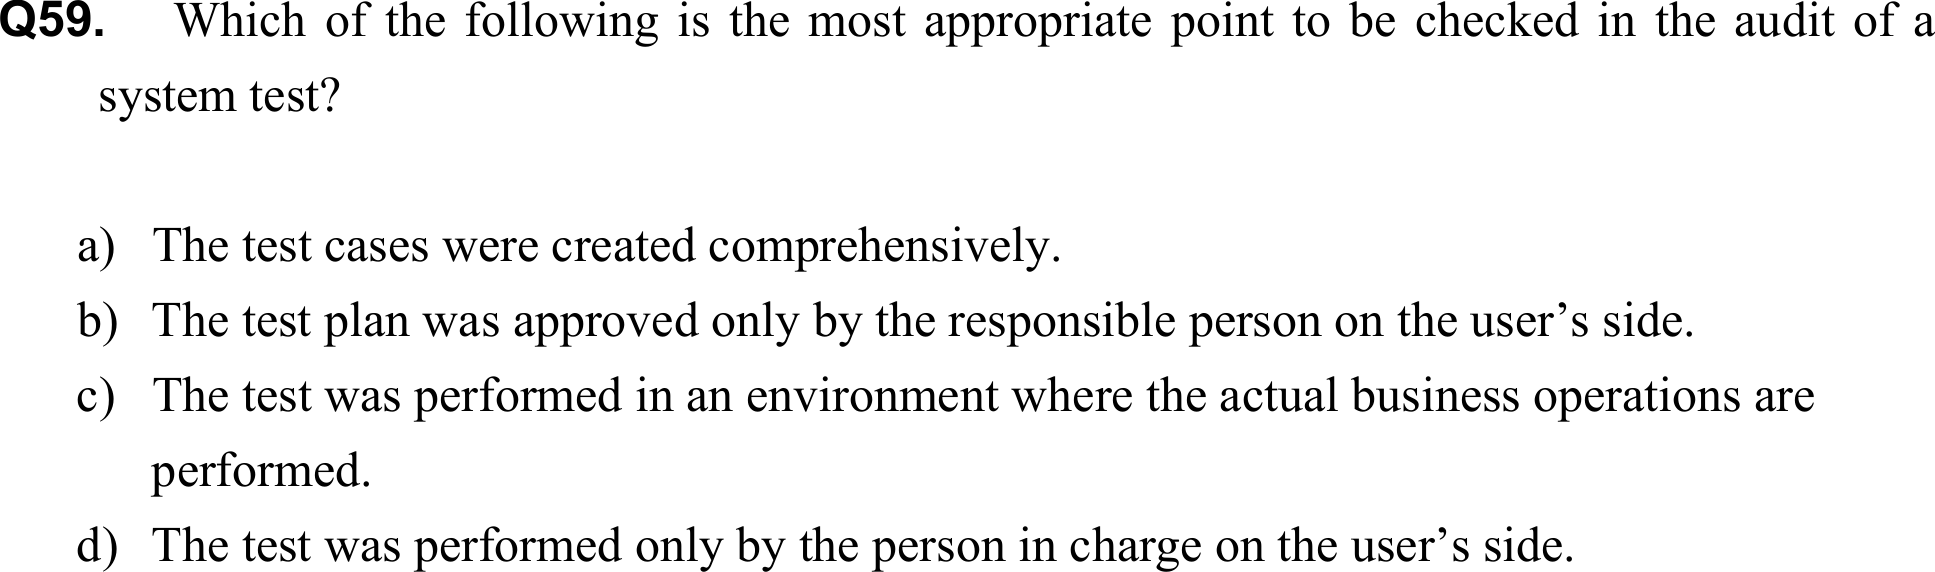 Q59. Which of the following is the most appropriate point to be checked in the audit of a
system test?
a) The test cases were created comprehensively.
b) The test plan was approved only by the responsible person on the user’s side.
c) The test was performed in an environment where the actual business operations are
performed.
d) The test was performed only by the person in charge on the user’s side.